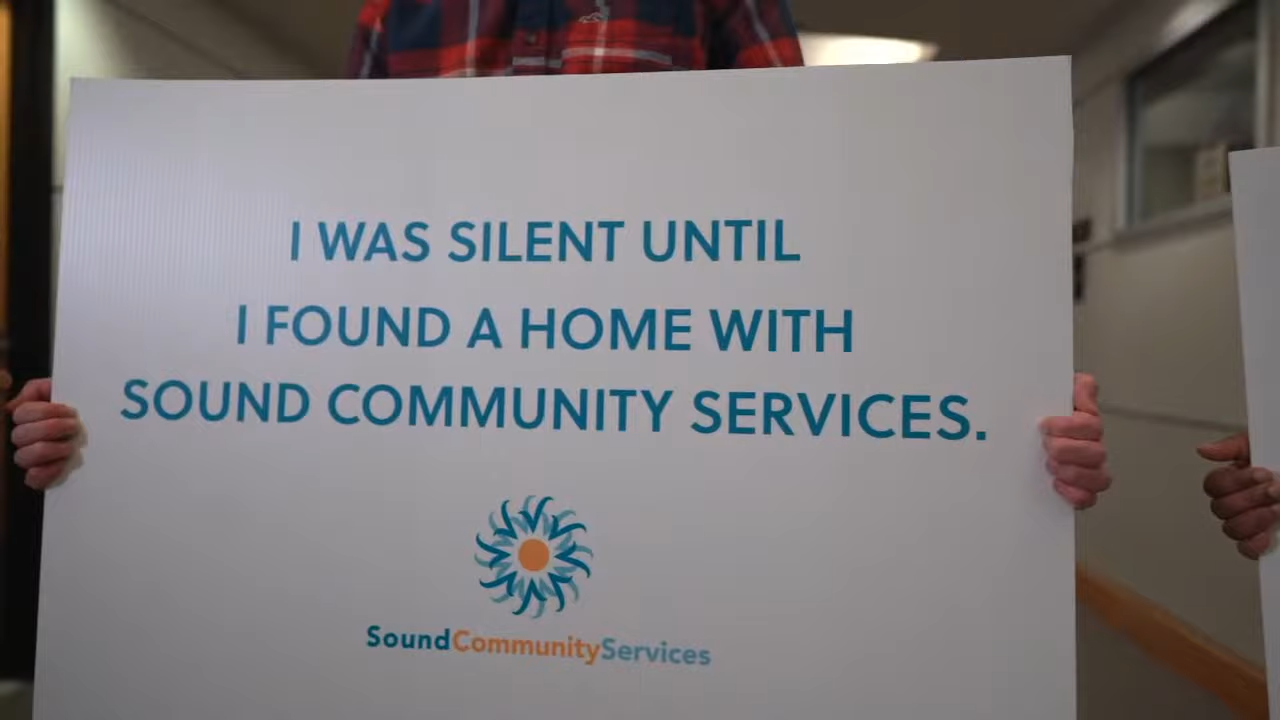 I WAS SILENT UNTIL
I FOUND A HOME WITH
SOUND COMMUNITY SERVICES.
SoundCommunityServices